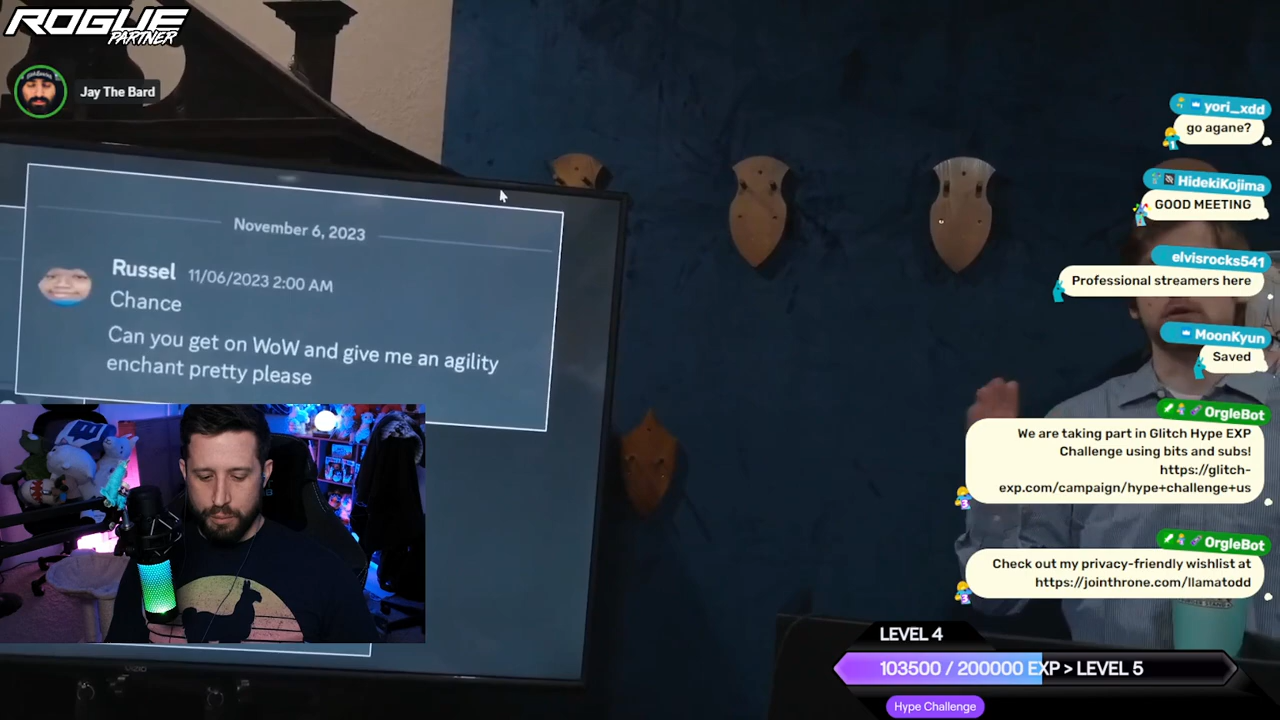 ROGUE
PARTNER
Jay The Bard
November 6, 2023
Russel 11/06/2023 2:00 AM
Chance
Can you get on WoW and give me an agility
enchant pretty please
VIZIO
yori_xdd
go agane?
HidekiKojima
GOOD MEETING
elvisrocks541
Professional streamers here
MoonKyun
Saved
OrgleBot
We are taking part in Glitch Hype EXP
Challenge using bits and subs!
https://glitch-
exp.com/campaign/hype+challenge+us
OrgleBot
Check out my privacy-friendly wishlist at
https://jointhrone.com/llamatodd
LEVEL 4
103500 / 200000 EXP > LEVEL 5
Hype Challenge